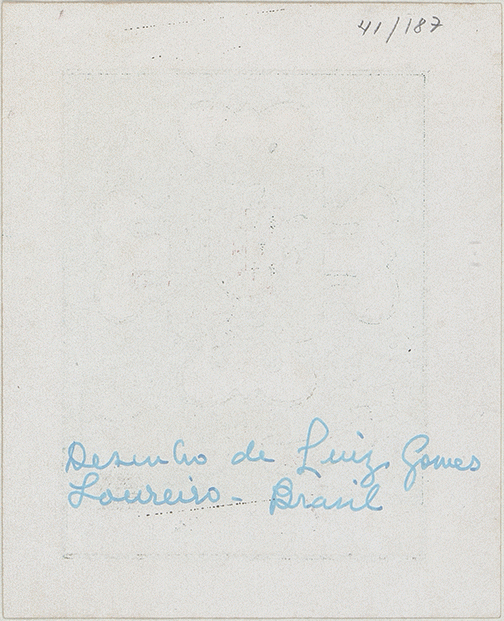 41/187
Desenho de Luiz Gomes
Loureiro - Brasil